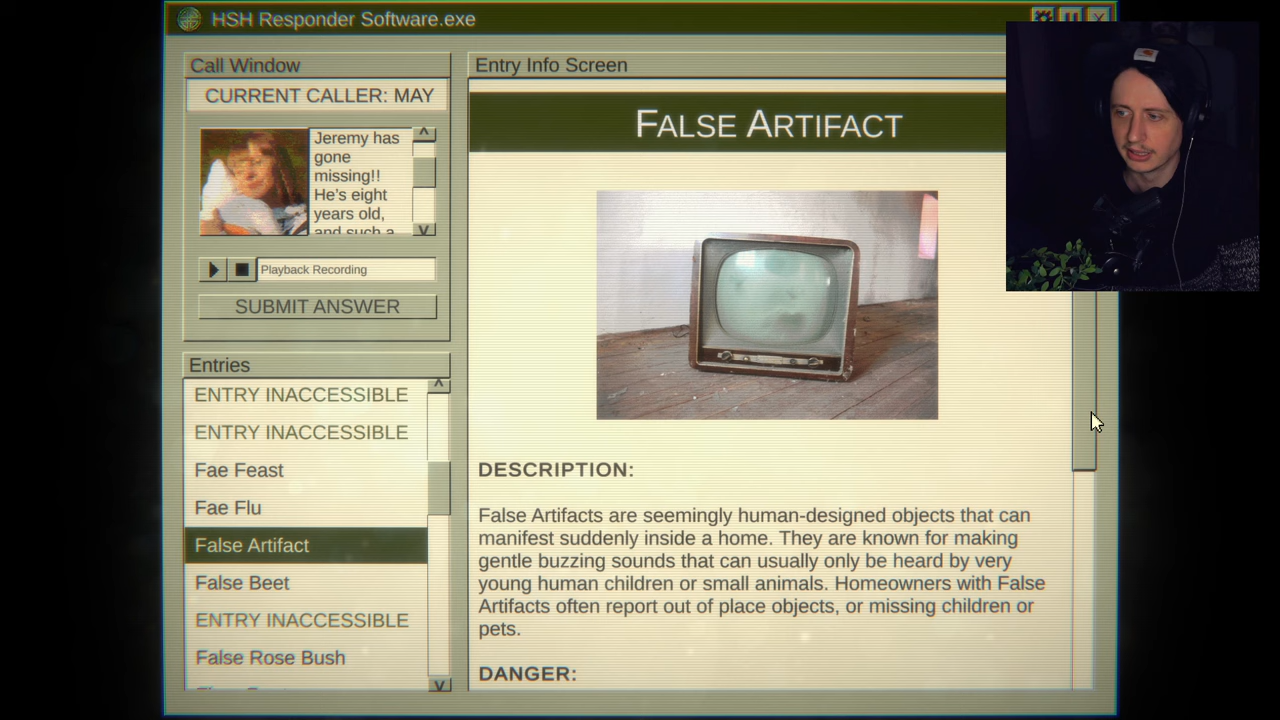 HSH Responder Software.exe
Call Window
CURRENT CALLER: MAY
Jeremy has
gone
missing!!
He's eight
years old,
and such a
Playback Recording
SUBMIT ANSWER
Entries
ENTRY INACCESSIBLE
ENTRY INACCESSIBLE
Fae Feast
Fae Flu
False Artifact
False Beet
ENTRY INACCESSIBLE
False Rose Bush
Entry Info Screen
FALSE ARTIFACT
DESCRIPTION:
False Artifacts are seemingly human-designed objects that can
manifest suddenly inside a home. They are known for making
gentle buzzing sounds that can usually only be heard by very
young human children or small animals. Homeowners with False
Artifacts often report out of place objects, or missing children or
pets.
DANGER: